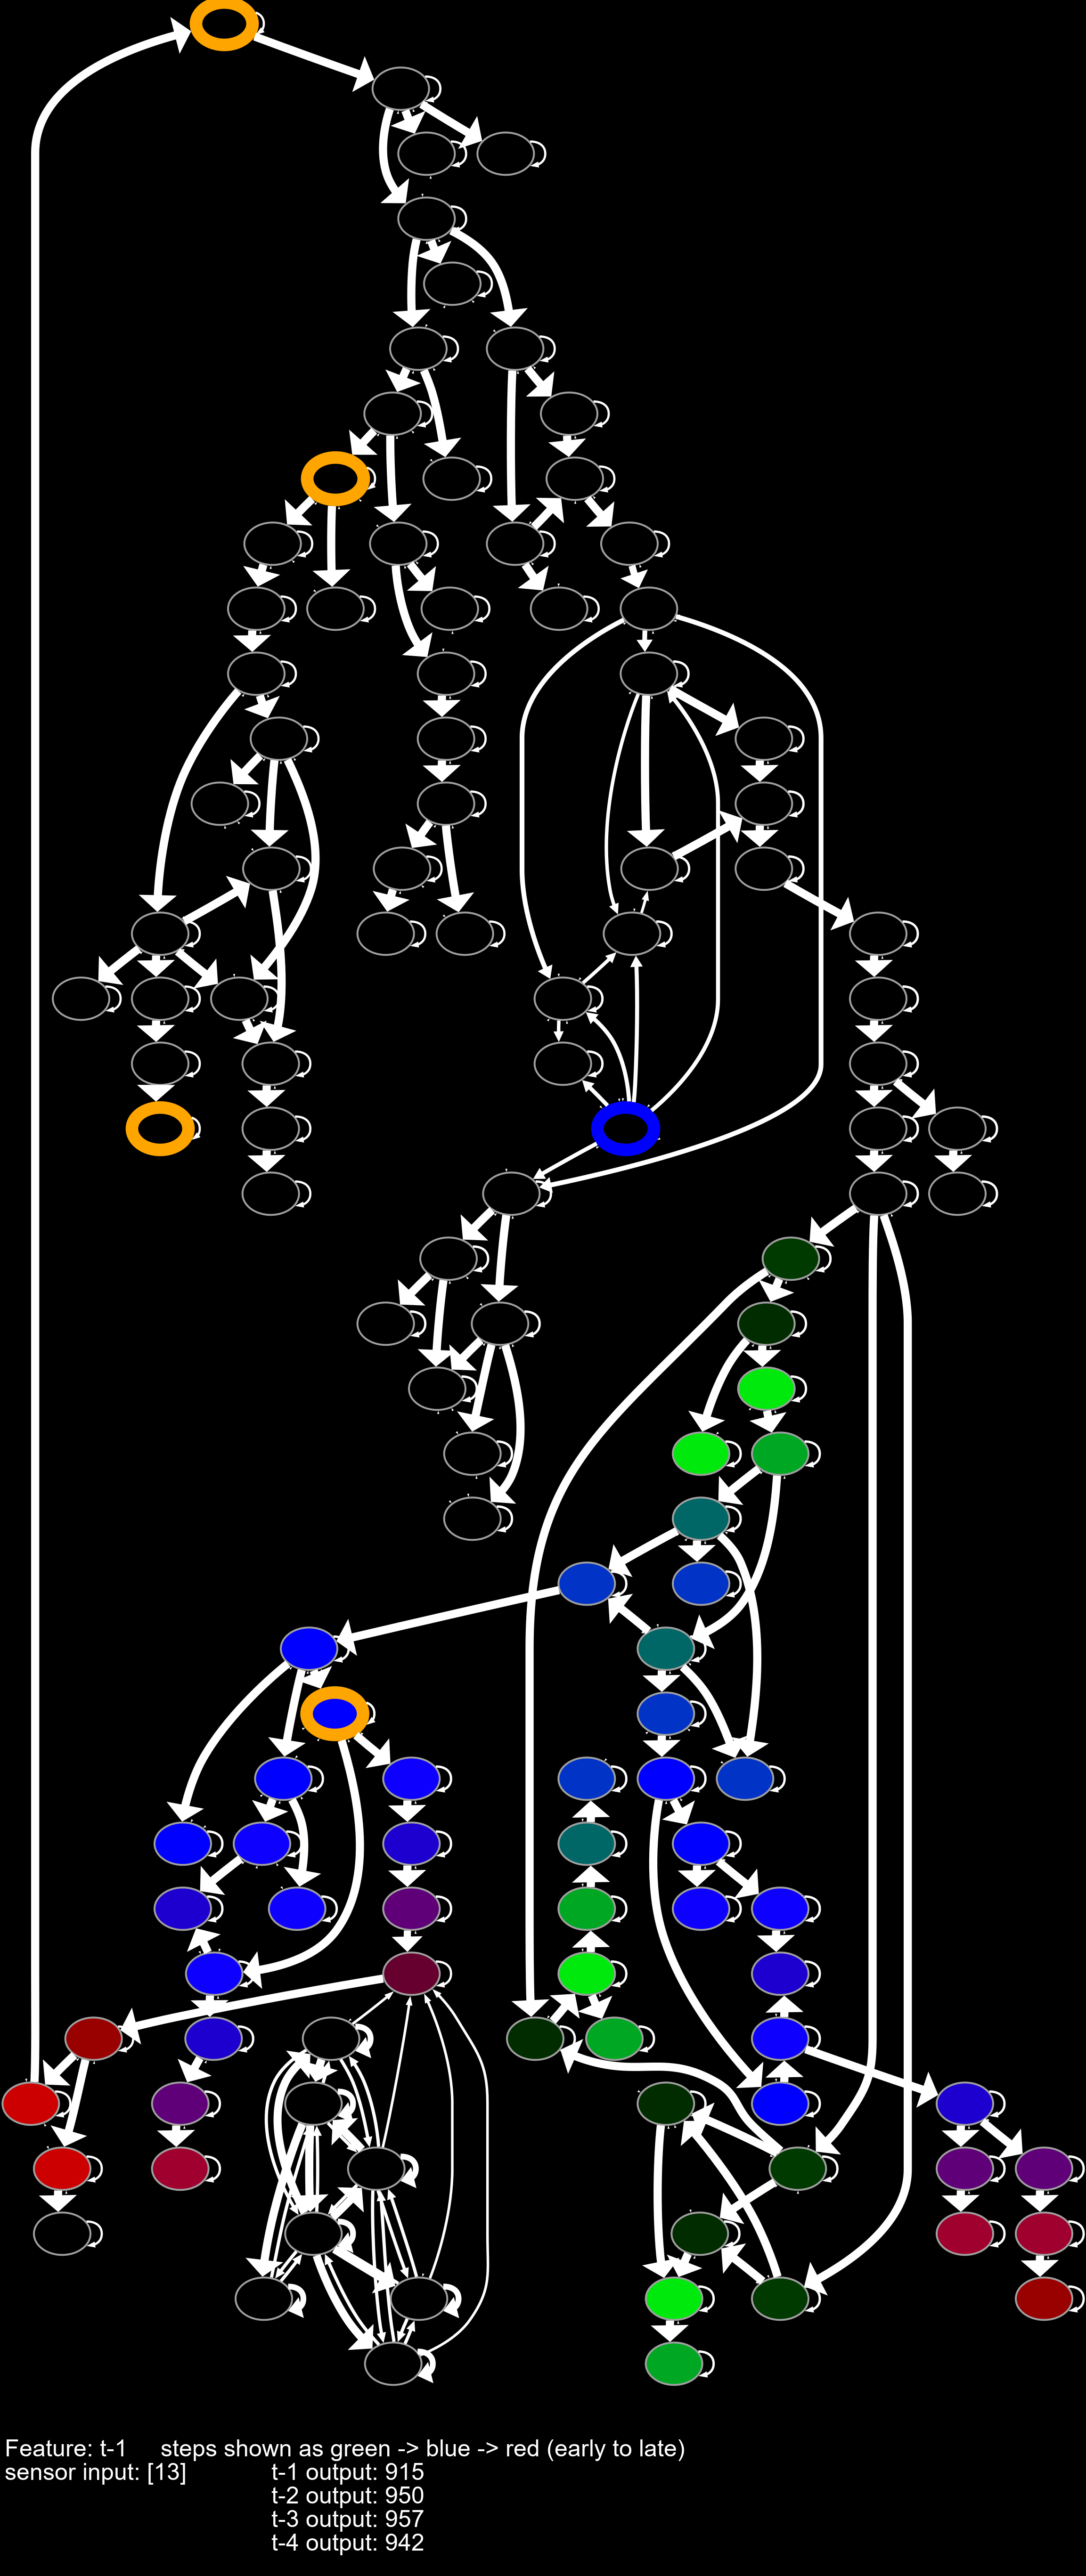 Feature: t-1 steps shown as green -> blue -> red (early to late)
sensor input: [13] t-1 output: 915
t-2 output: 950
t-3 output: 957
t-4 output: 942